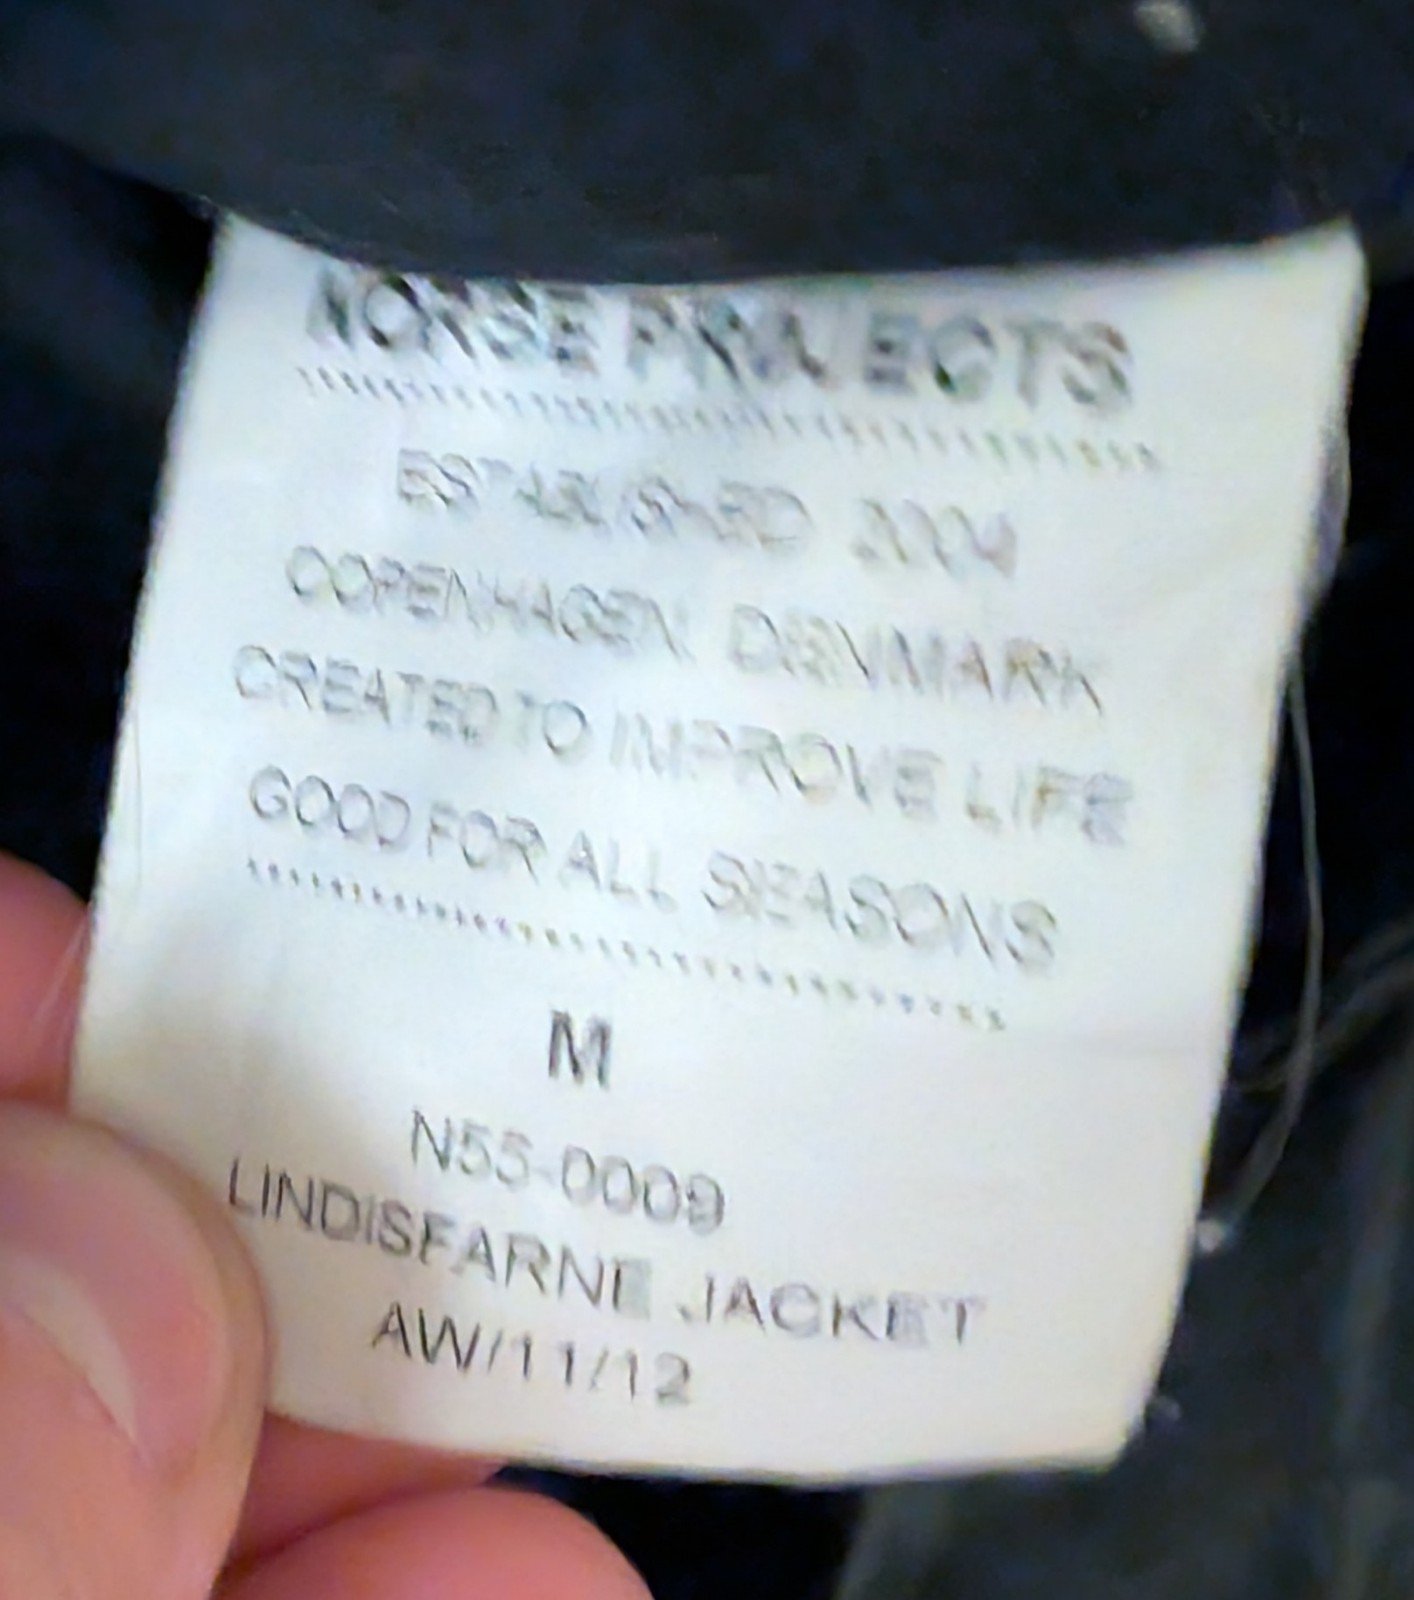 NORSE PROJECTS
ESTABLISHED 2004
COPENHAGEN, DENMARK
CREATED TO IMPROVE LIFE
GOOD FOR ALL SEASONS
M
N55-0009
LINDISFARNE JACKET
AW/11/12